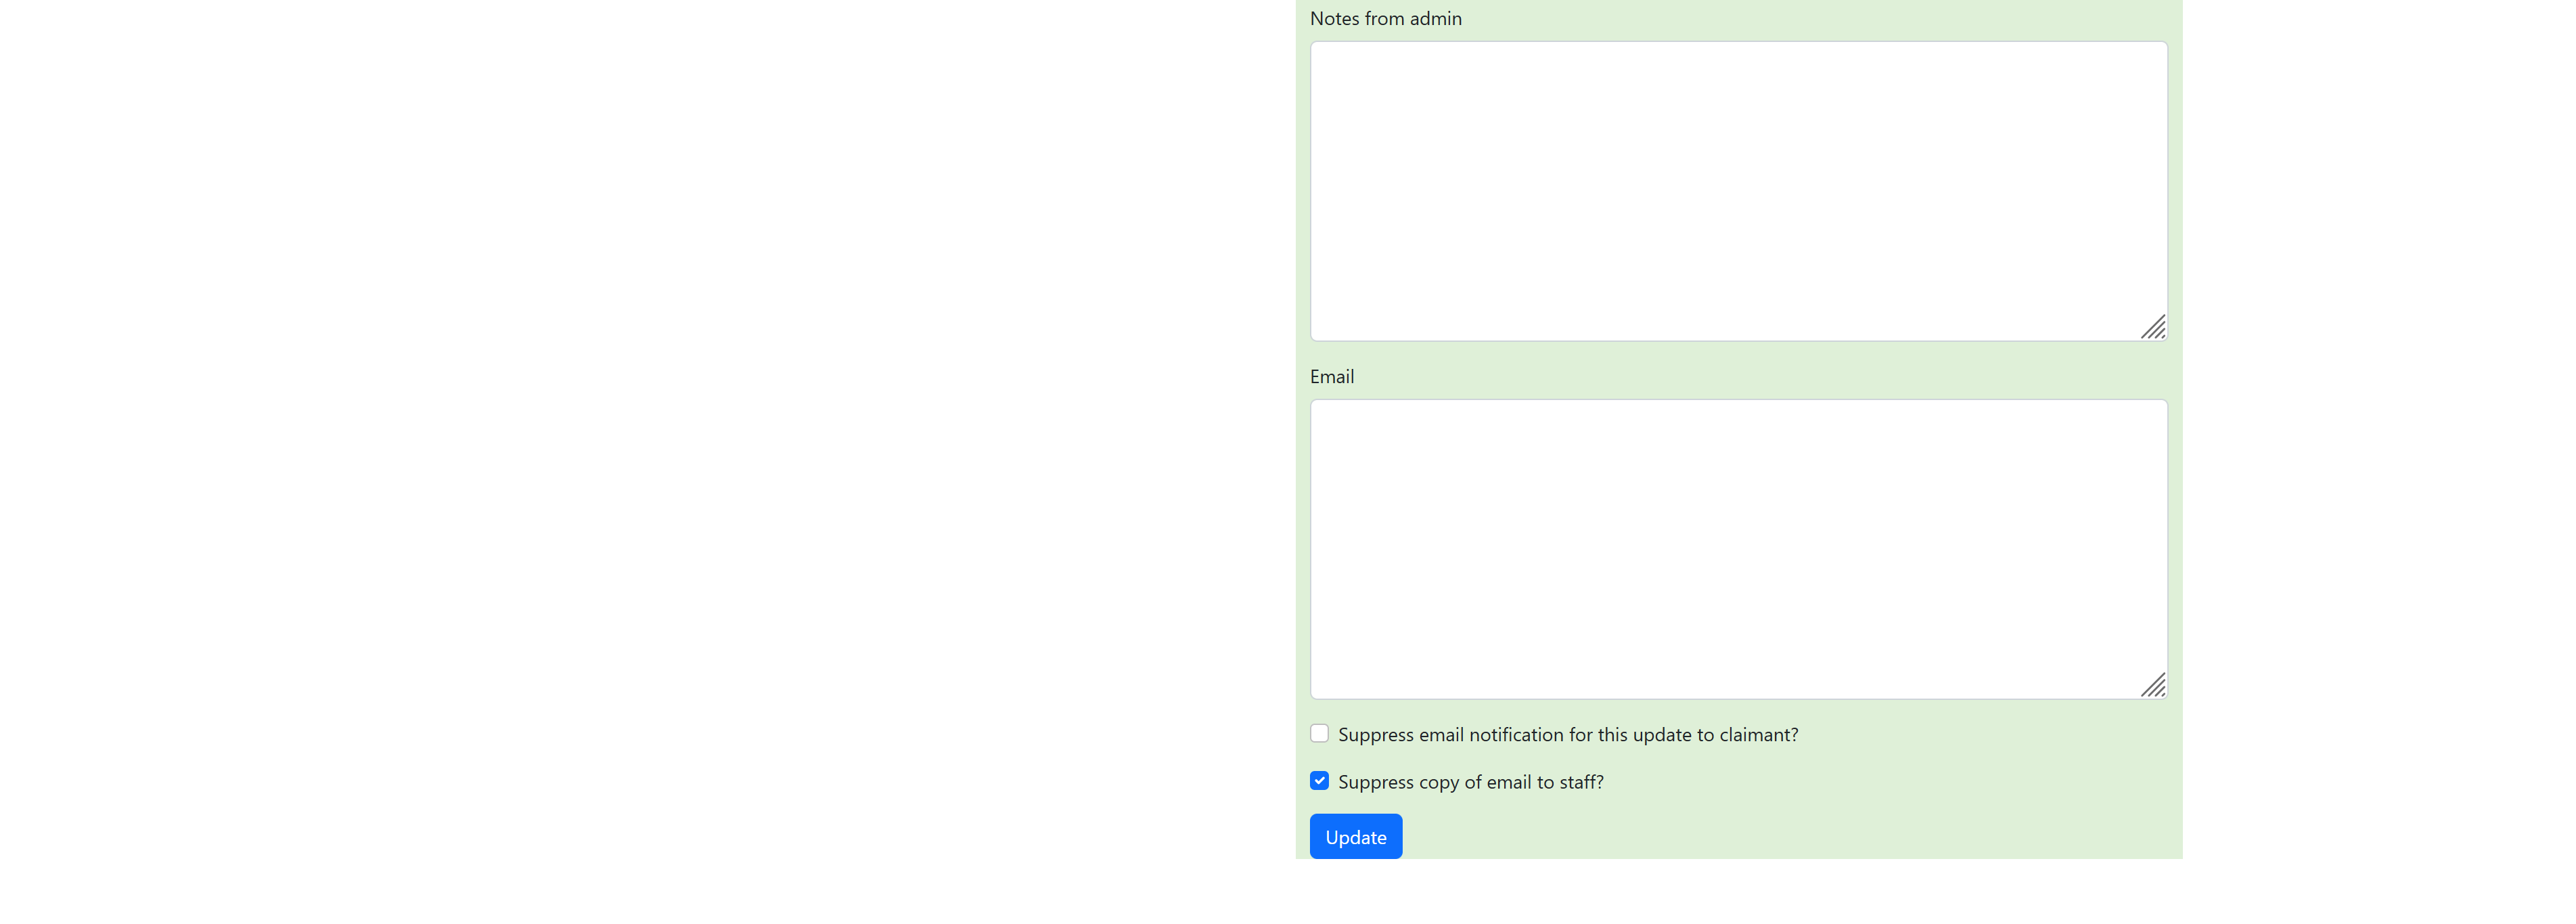 Notes from admin
Email
Suppress email notification for this update to claimant?
Suppress copy of email to staff?
Update